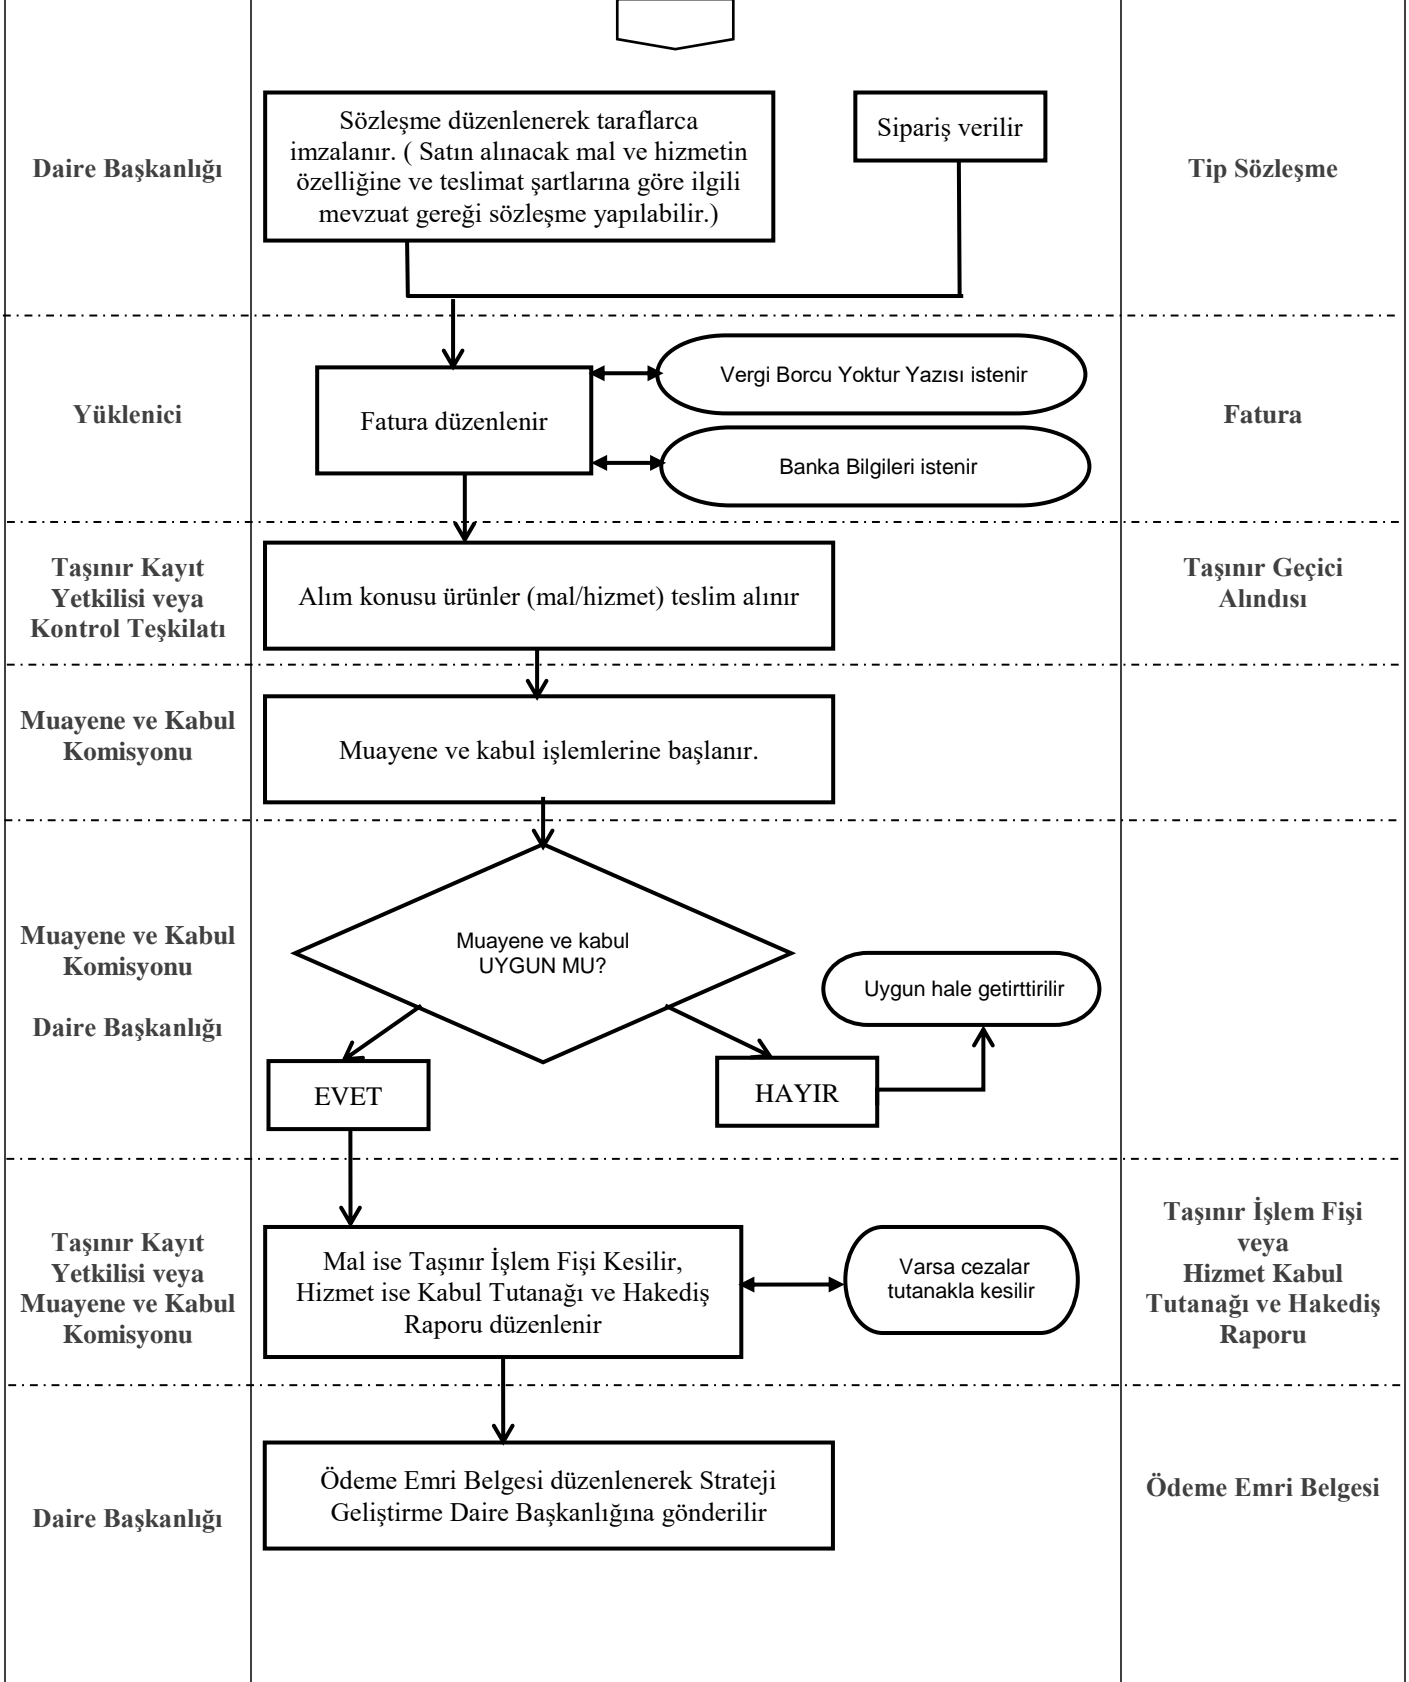 Daire Başkanlığı
Sözleşme düzenlenerek taraflarca
imzalanır. ( Satın alınacak mal ve hizmetin
özelliğine ve teslimat şartlarına göre ilgili
mevzuat gereği sözleşme yapılabilir.)
Sipariş verilir
Tip Sözleşme
Yüklenici
Fatura düzenlenir
Vergi Borcu Yoktur Yazısı istenir
Banka Bilgileri istenir
Fatura
Taşınır Kayıt
Yetkilisi veya
Kontrol Teşkilatı
Alım konusu ürünler (mal/hizmet) teslim alınır
Taşınır Geçici
Alındısı
Muayene ve Kabul
Komisyonu
Muayene ve kabul işlemlerine başlanır.
Muayene ve Kabul
Komisyonu
Daire Başkanlığı
Muayene ve kabul
UYGUN MU?
Uygun hale getirttirilir
EVET
HAYIR
Taşınır Kayıt
Yetkilisi veya
Muayene ve Kabul
Komisyonu
Mal ise Taşınır İşlem Fişi Kesilir,
Hizmet ise Kabul Tutanağı ve Hakediş
Raporu düzenlenir
Varsa cezalar
tutanakla kesilir
Taşınır İşlem Fişi
veya
Hizmet Kabul
Tutanağı ve Hakediş
Raporu
Daire Başkanlığı
Ödeme Emri Belgesi düzenlenerek Strateji
Geliştirme Daire Başkanlığına gönderilir
Ödeme Emri Belgesi